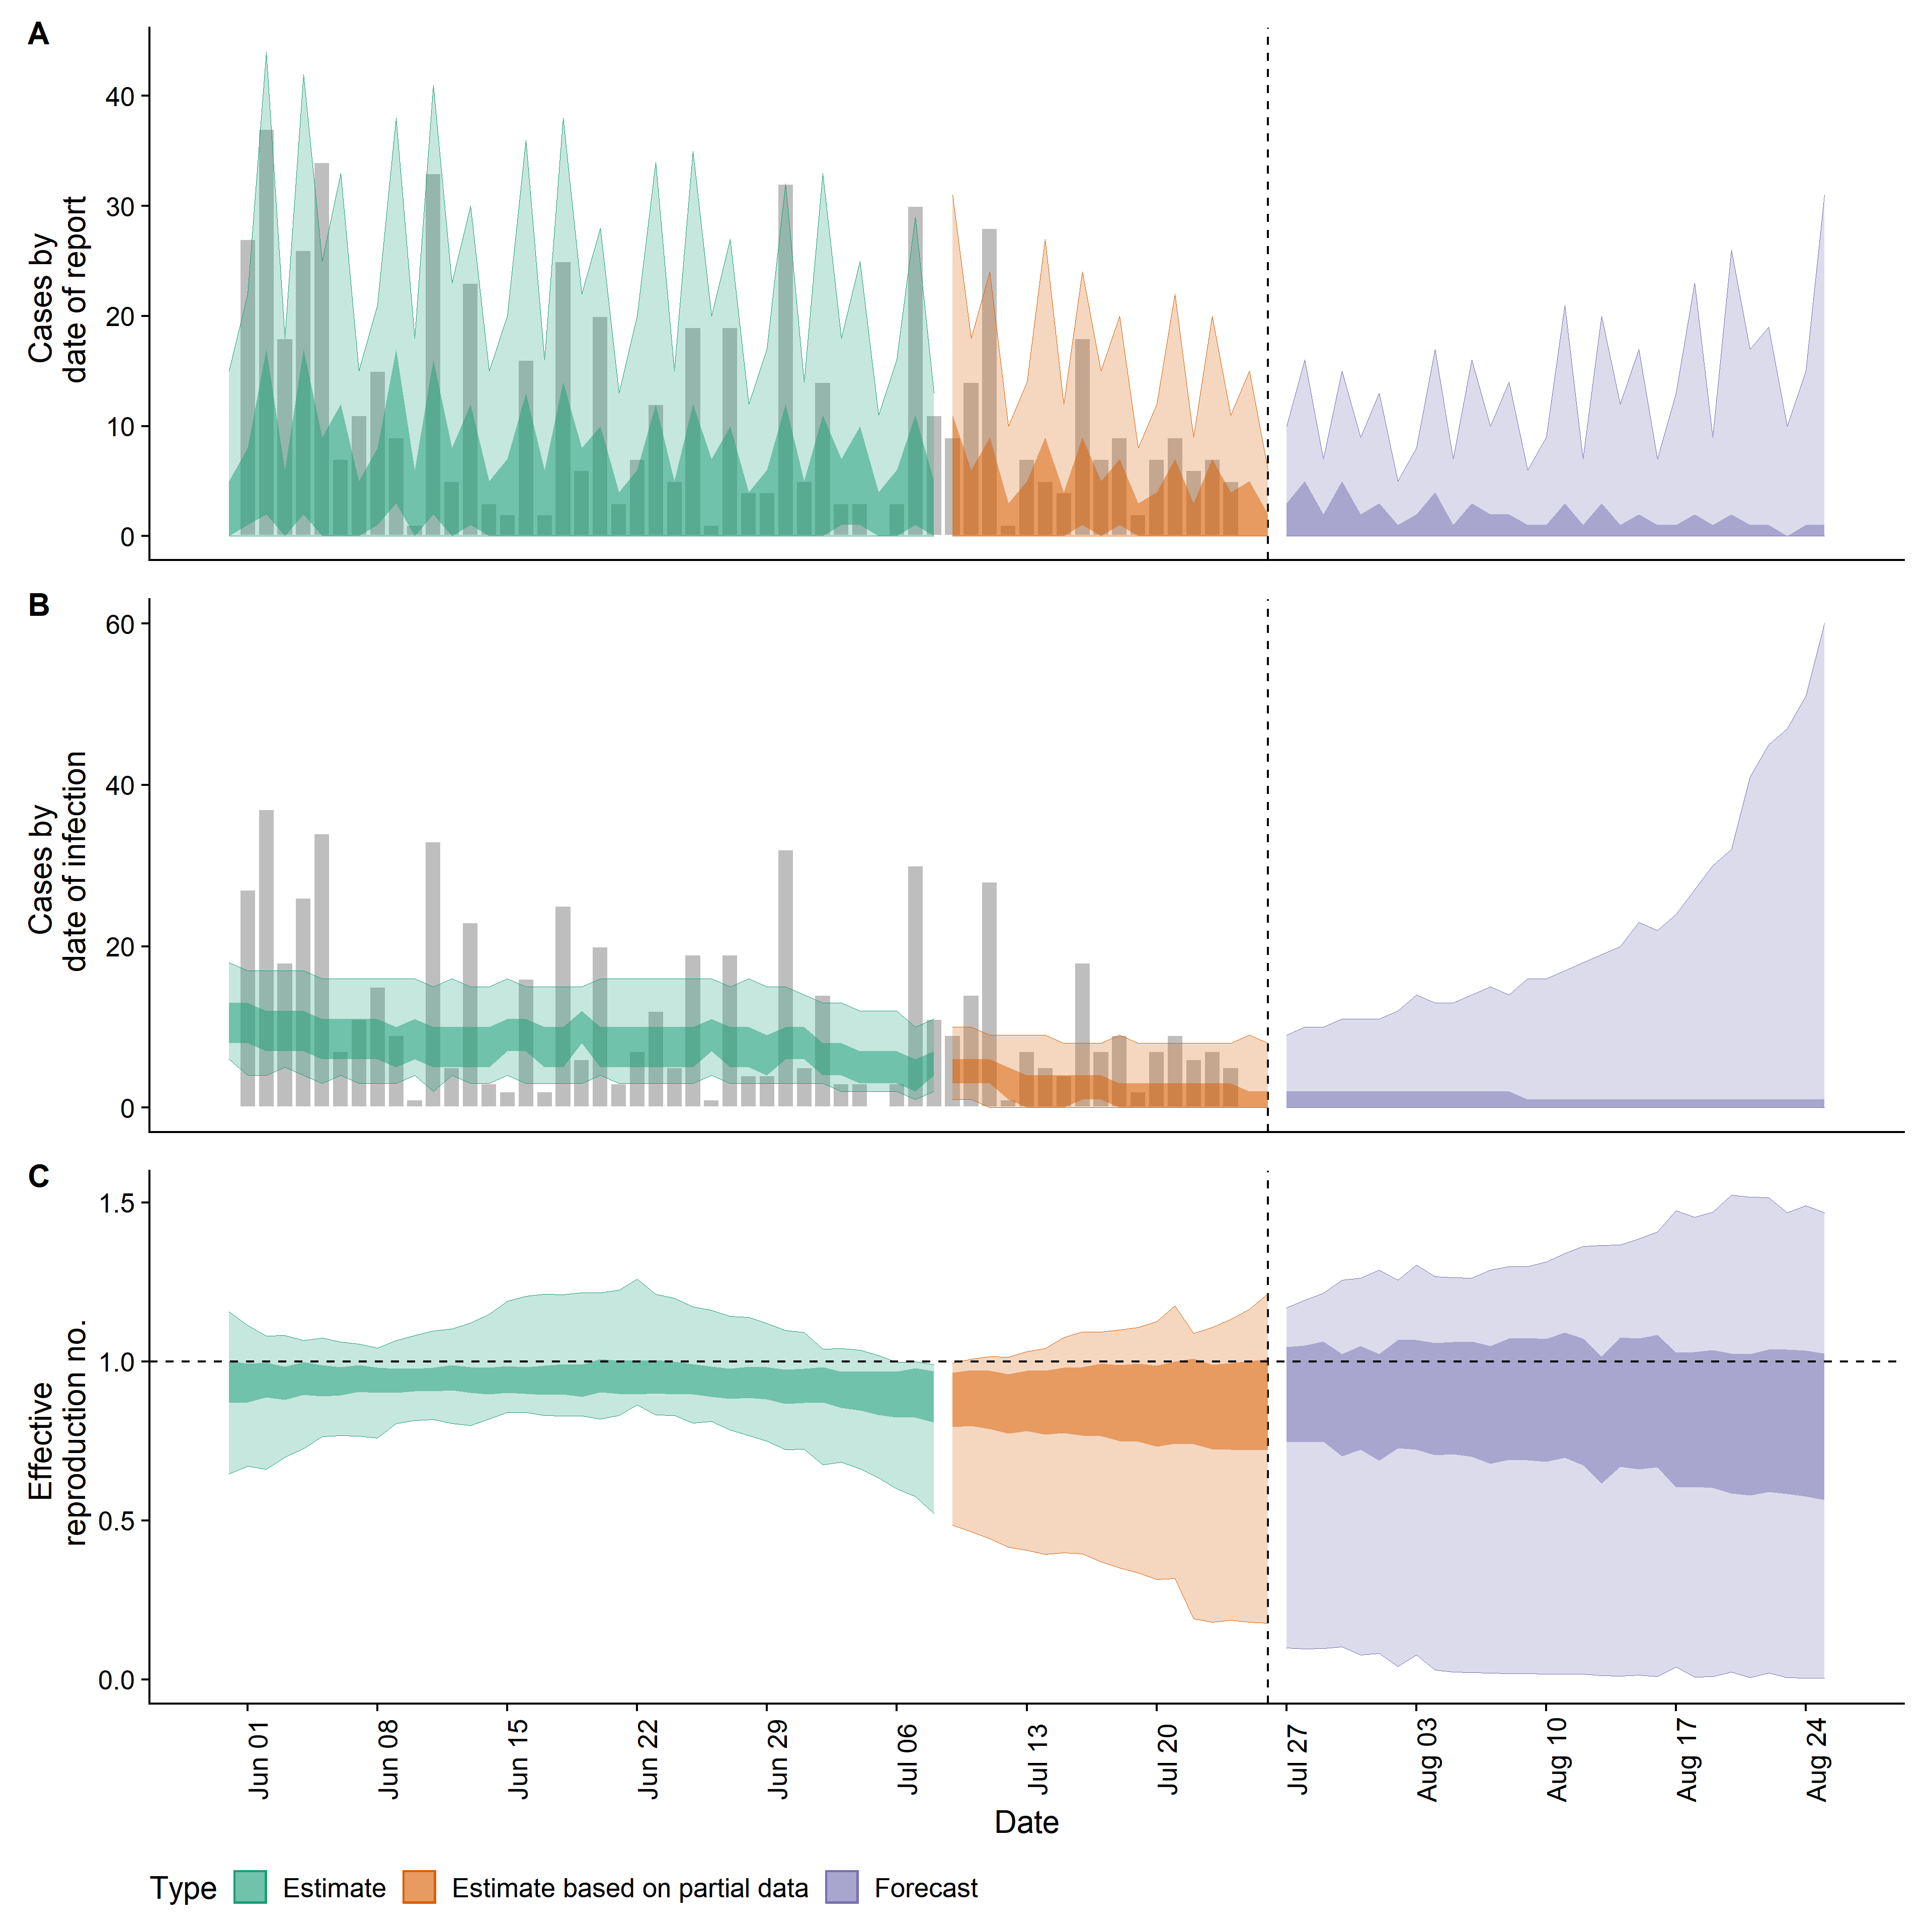 A
Cases by
date of report
40
30
20
10
0
B
Cases by
date of infection
60
40
20
0
C
Effective
reproduction no.
1.5
1.0
0.5
0.0
Jun 01
Jun 08
Jun 15
Jun 22
Jun 29
Jul 06
Jul 13
Jul 20
Jul 27
Aug 03
Aug 10
Aug 17
Aug 24
Date
Type Estimate Estimate based on partial data Forecast